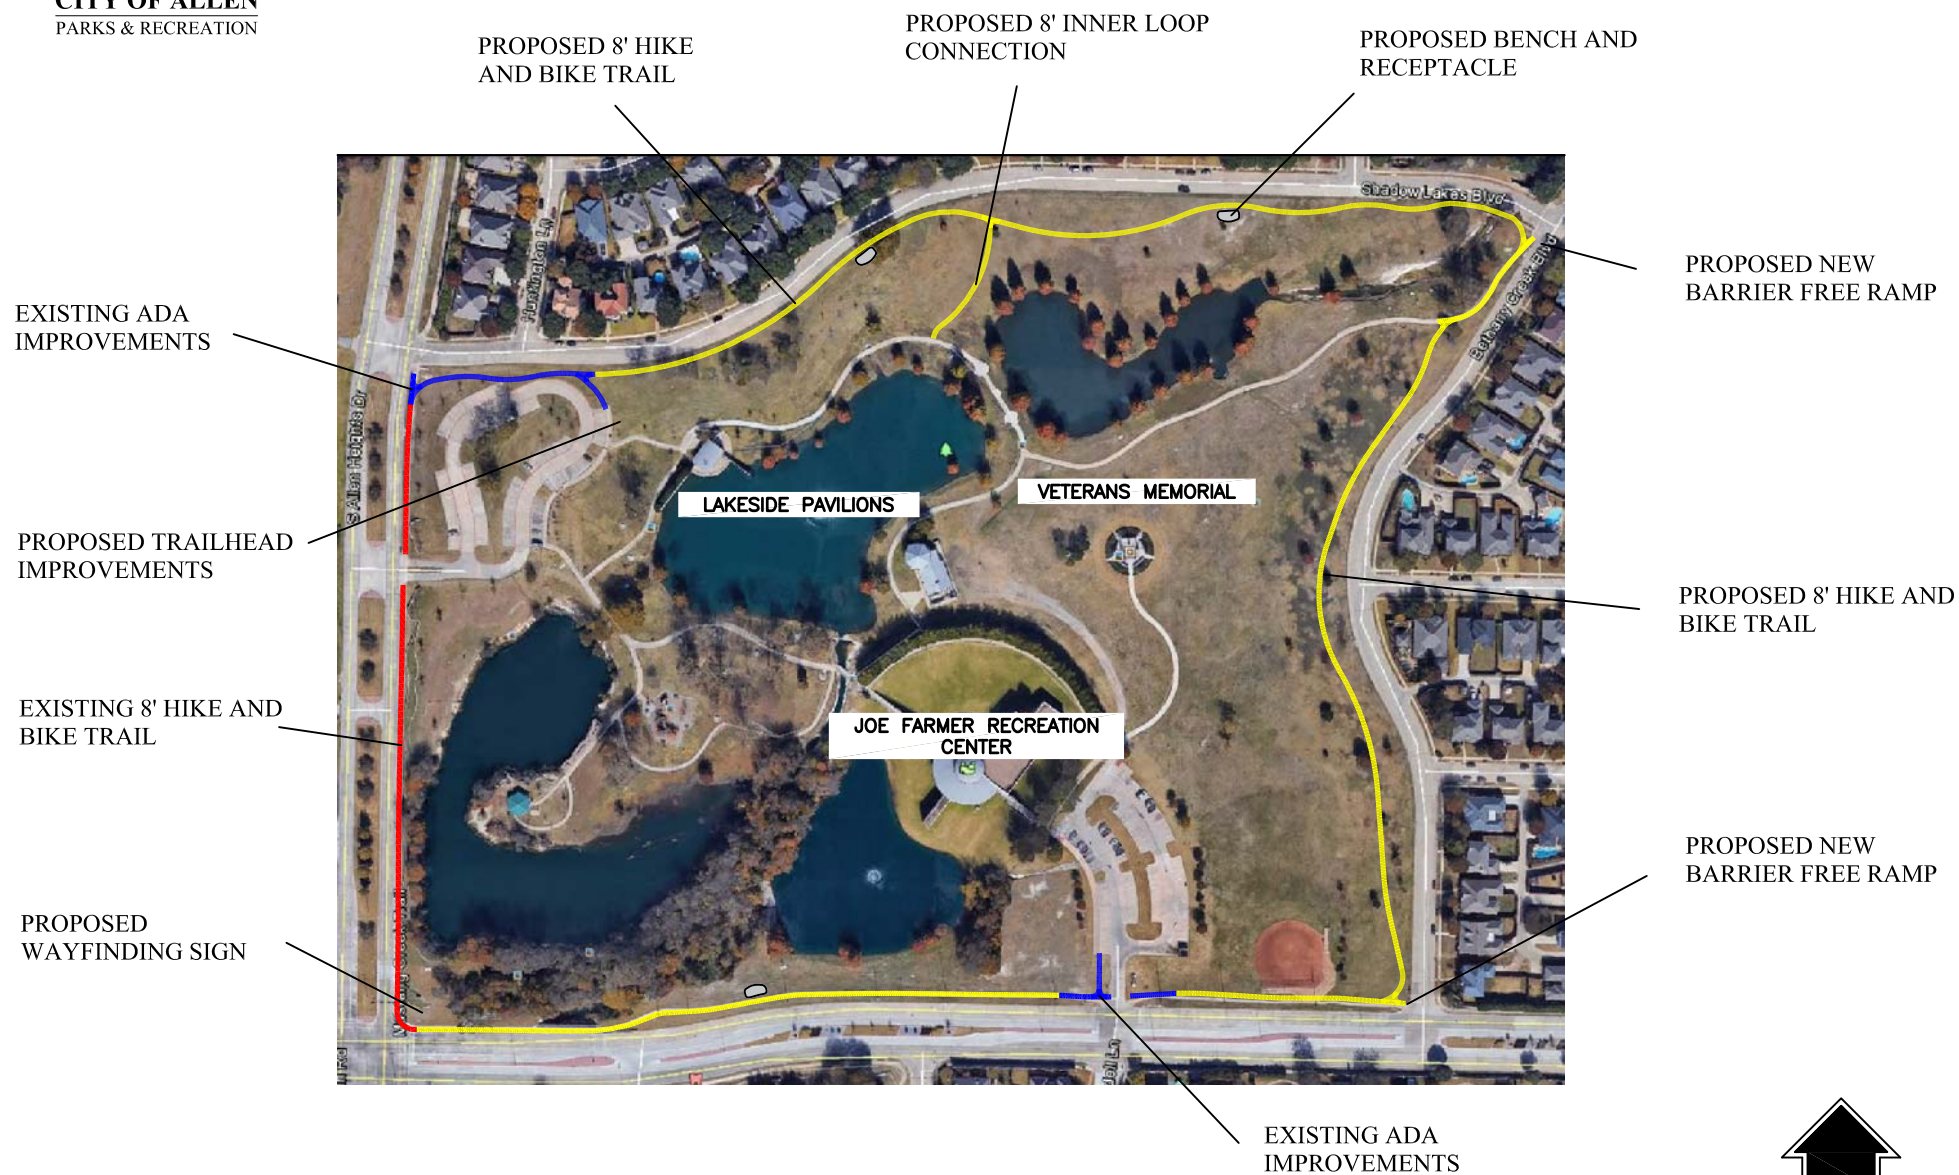 CITY OF ALLEN
PARKS & RECREATION
PROPOSED 8' HIKE
AND BIKE TRAIL
PROPOSED 8' INNER LOOP
CONNECTION
PROPOSED BENCH AND
RECEPTACLE
Shadow Lakes Blvd
Huntington Ln
Bethany Creek Blvd
PROPOSED NEW
BARRIER FREE RAMP
EXISTING ADA
IMPROVEMENTS
S Allen Heights Dr
LAKESIDE PAVILIONS
VETERANS MEMORIAL
PROPOSED TRAILHEAD
IMPROVEMENTS
PROPOSED 8' HIKE AND
BIKE TRAIL
EXISTING 8' HIKE AND
BIKE TRAIL
JOE FARMER RECREATION
CENTER
PROPOSED NEW
BARRIER FREE RAMP
PROPOSED
WAYFINDING SIGN
Rd
Ln
EXISTING ADA
IMPROVEMENTS